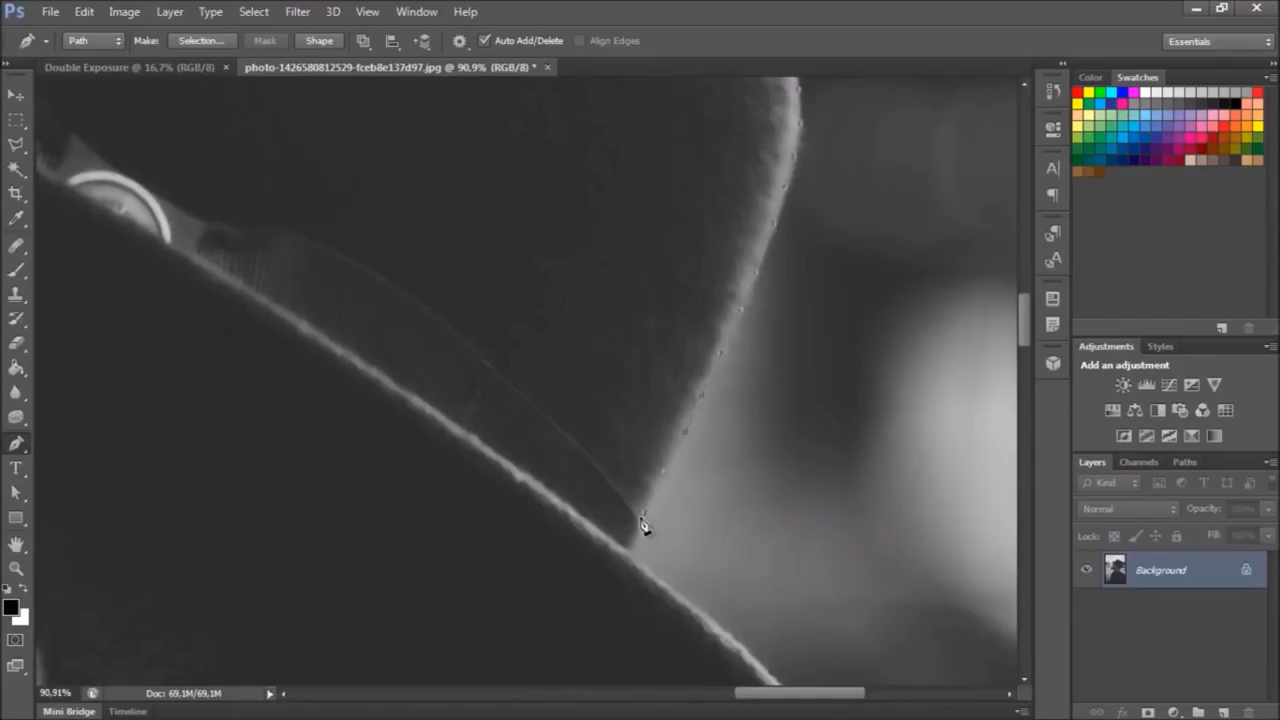 Ps File Edit Image Layer Type Select Filter 3D View Window Help
Path Make: Selection... Mask Shape Auto Add/Delete Align Edges Essentials
Double Exposure @ 16,7% (RGB/8) × photo-1426580812529-fceb8e137d97.jpg @ 90,9% (RGB/8) * ×
Color Swatches
Adjustments Styles
Add an adjustment
Layers Channels Paths
Kind
Normal Opacity:
Lock: Fill:
Background
90,91% Doc: 69,1M/69,1M
Mini Bridge Timeline